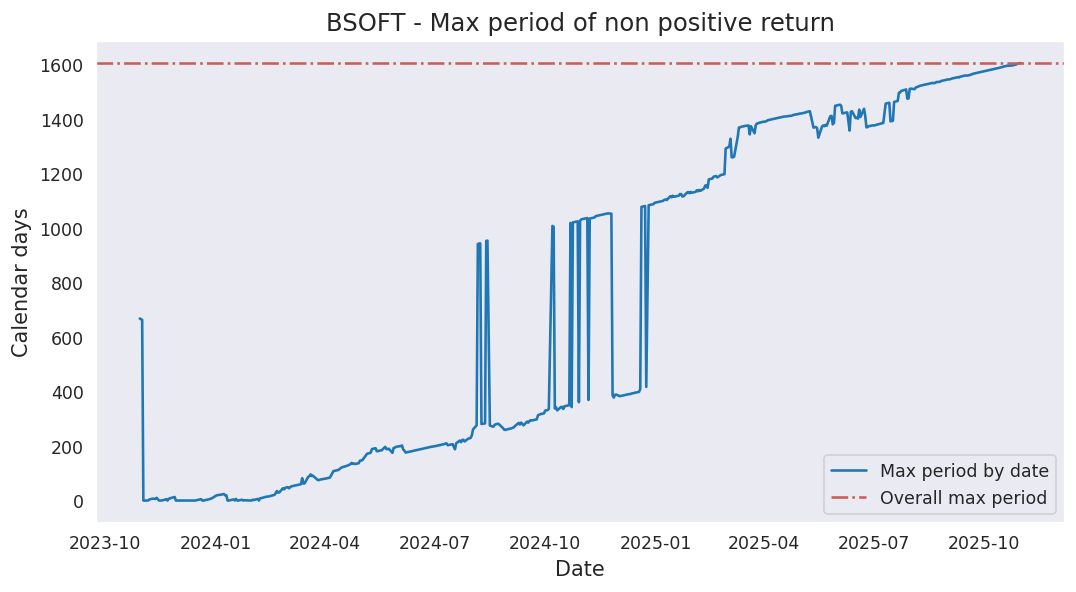 BSOFT - Max period of non positive return
Calendar days
1600
1400
1200
1000
800
600
400
200
0
2023-10 2024-01 2024-04 2024-07 2024-10 2025-01 2025-04 2025-07 2025-10
Date
Max period by date
Overall max period